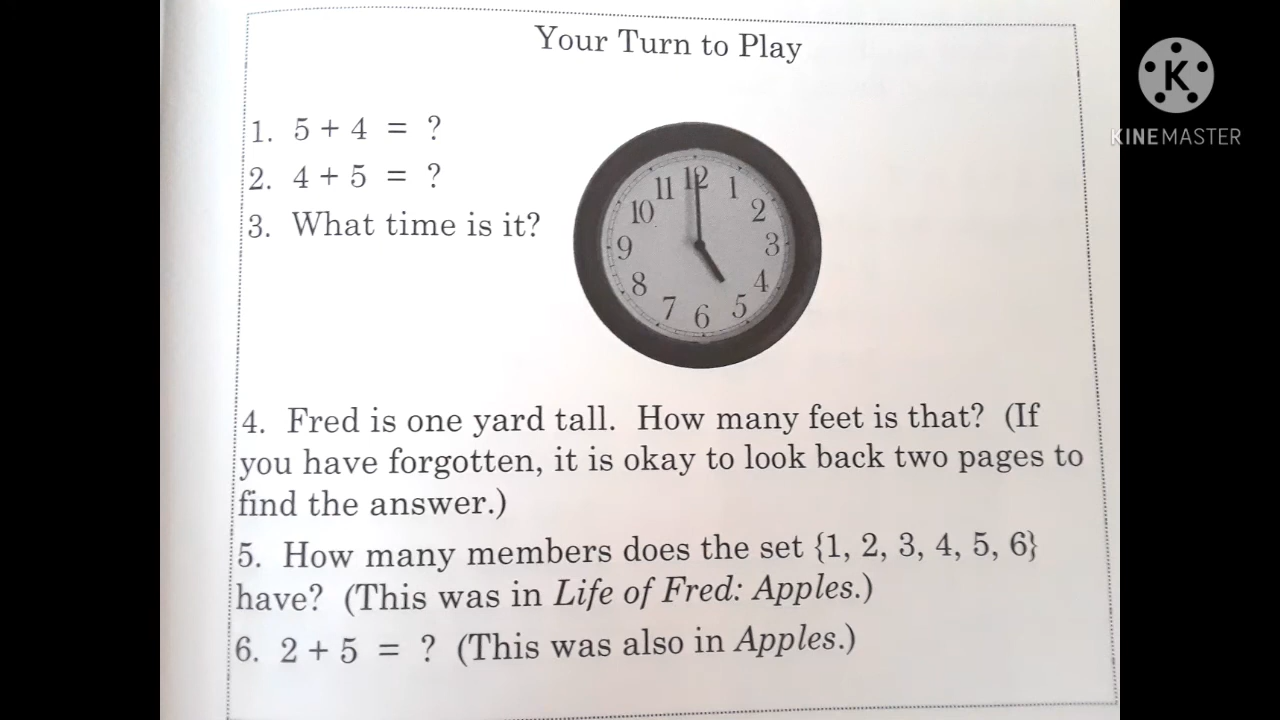 Your Turn to Play
1. 5 + 4 = ?
2. 4 + 5 = ?
3. What time is it?
12
1
2
3
4
5
6
7
8
9
10
11
4. Fred is one yard tall. How many feet is that? (If
you have forgotten, it is okay to look back two pages to
find the answer.)
5. How many members does the set {1, 2, 3, 4, 5, 6}
have? (This was in Life of Fred: Apples.)
6. 2 + 5 = ? (This was also in Apples.)
K
KINEMASTER